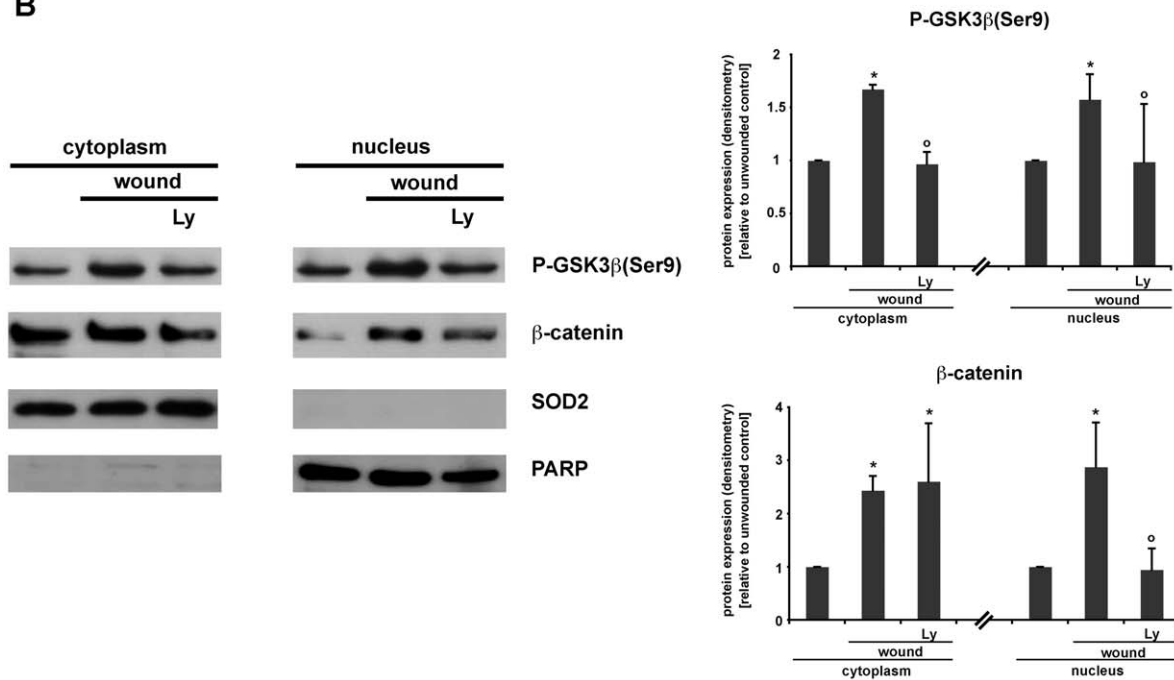 B
cytoplasm
nucleus
wound
wound
Ly
Ly
P-GSK3β(Ser9)
β-catenin
SOD2
PARP
P-GSK3β(Ser9)
protein expression (densitometry)
[relative to unwounded control]
2
1.5
1
0.5
0
*
o
*
o
Ly
Ly
wound
wound
cytoplasm
nucleus
β-catenin
protein expression (densitometry)
[relative to unwounded control]
4
3
2
1
0
*
*
*
o
Ly
Ly
wound
wound
cytoplasm
nucleus